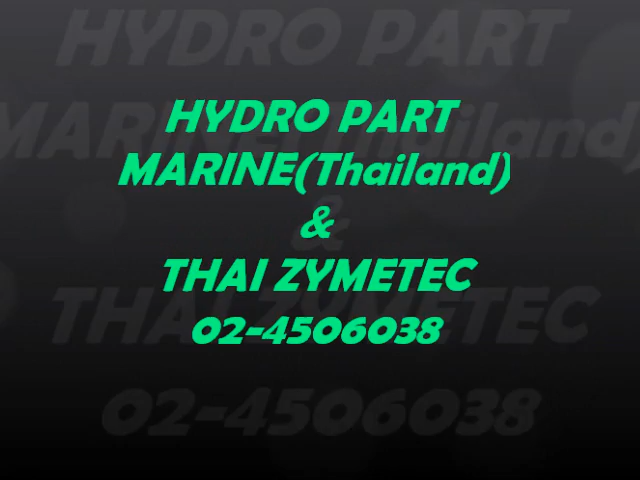 HYDRO PART
MARINE(Thailand)
&
THAI ZYMETEC
02-4506038